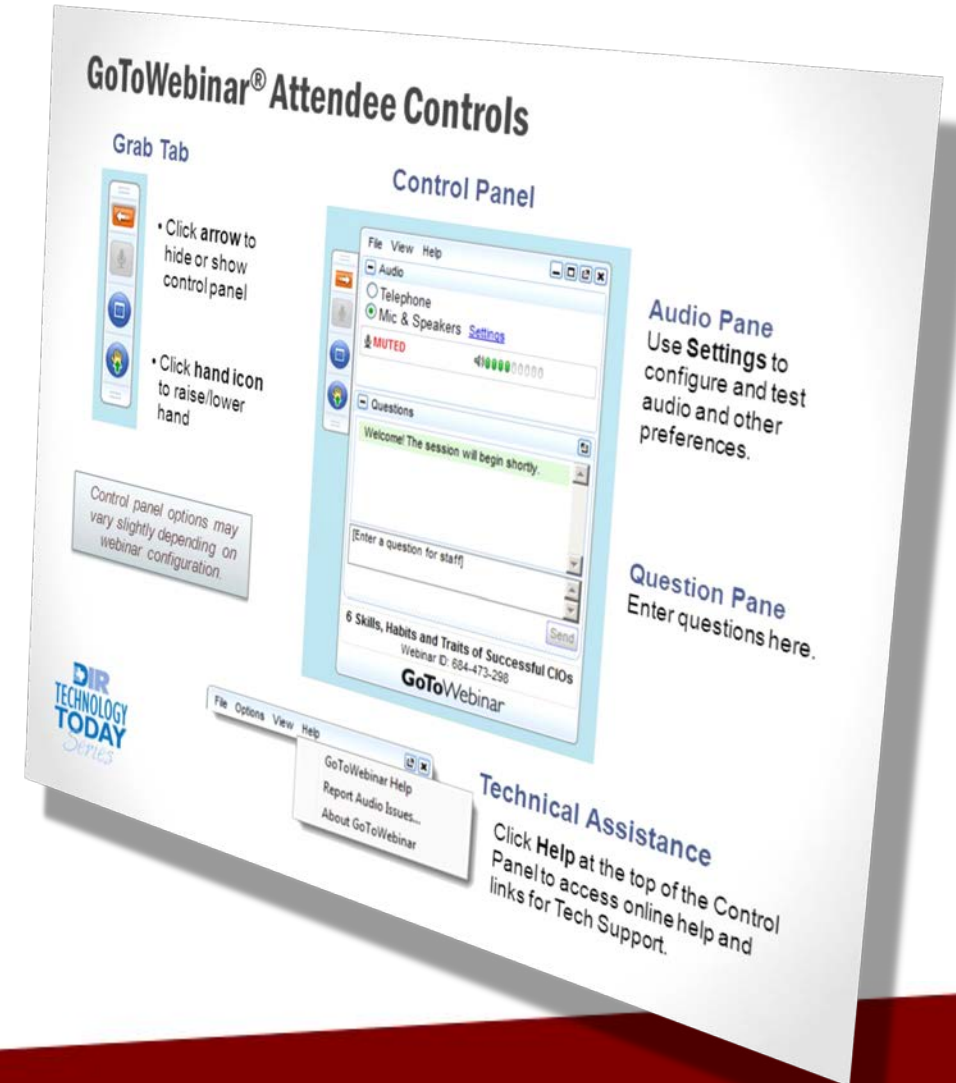 GoToWebinar® Attendee Controls
Grab Tab
• Click arrow to
hide or show
control panel
• Click hand icon
to raise/lower
hand
Control panel options may
vary slightly depending on
webinar configuration.
DIR
TECHNOLOGY
TODAY
Series
Control Panel
File View Help
Audio
Telephone
Mic & Speakers Settings
MUTED
Questions
Welcome! The session will begin shortly.
[Enter a question for staff]
Send
6 Skills, Habits and Traits of Successful CIOs
Webinar ID: 684-473-298
GoToWebinar
Audio Pane
Use Settings to
configure and test
audio and other
preferences.
Question Pane
Enter questions here.
File Options View Help
GoToWebinar Help
Report Audio Issues...
About GoToWebinar
Technical Assistance
Click Help at the top of the Control
Panel to access online help and
links for Tech Support.